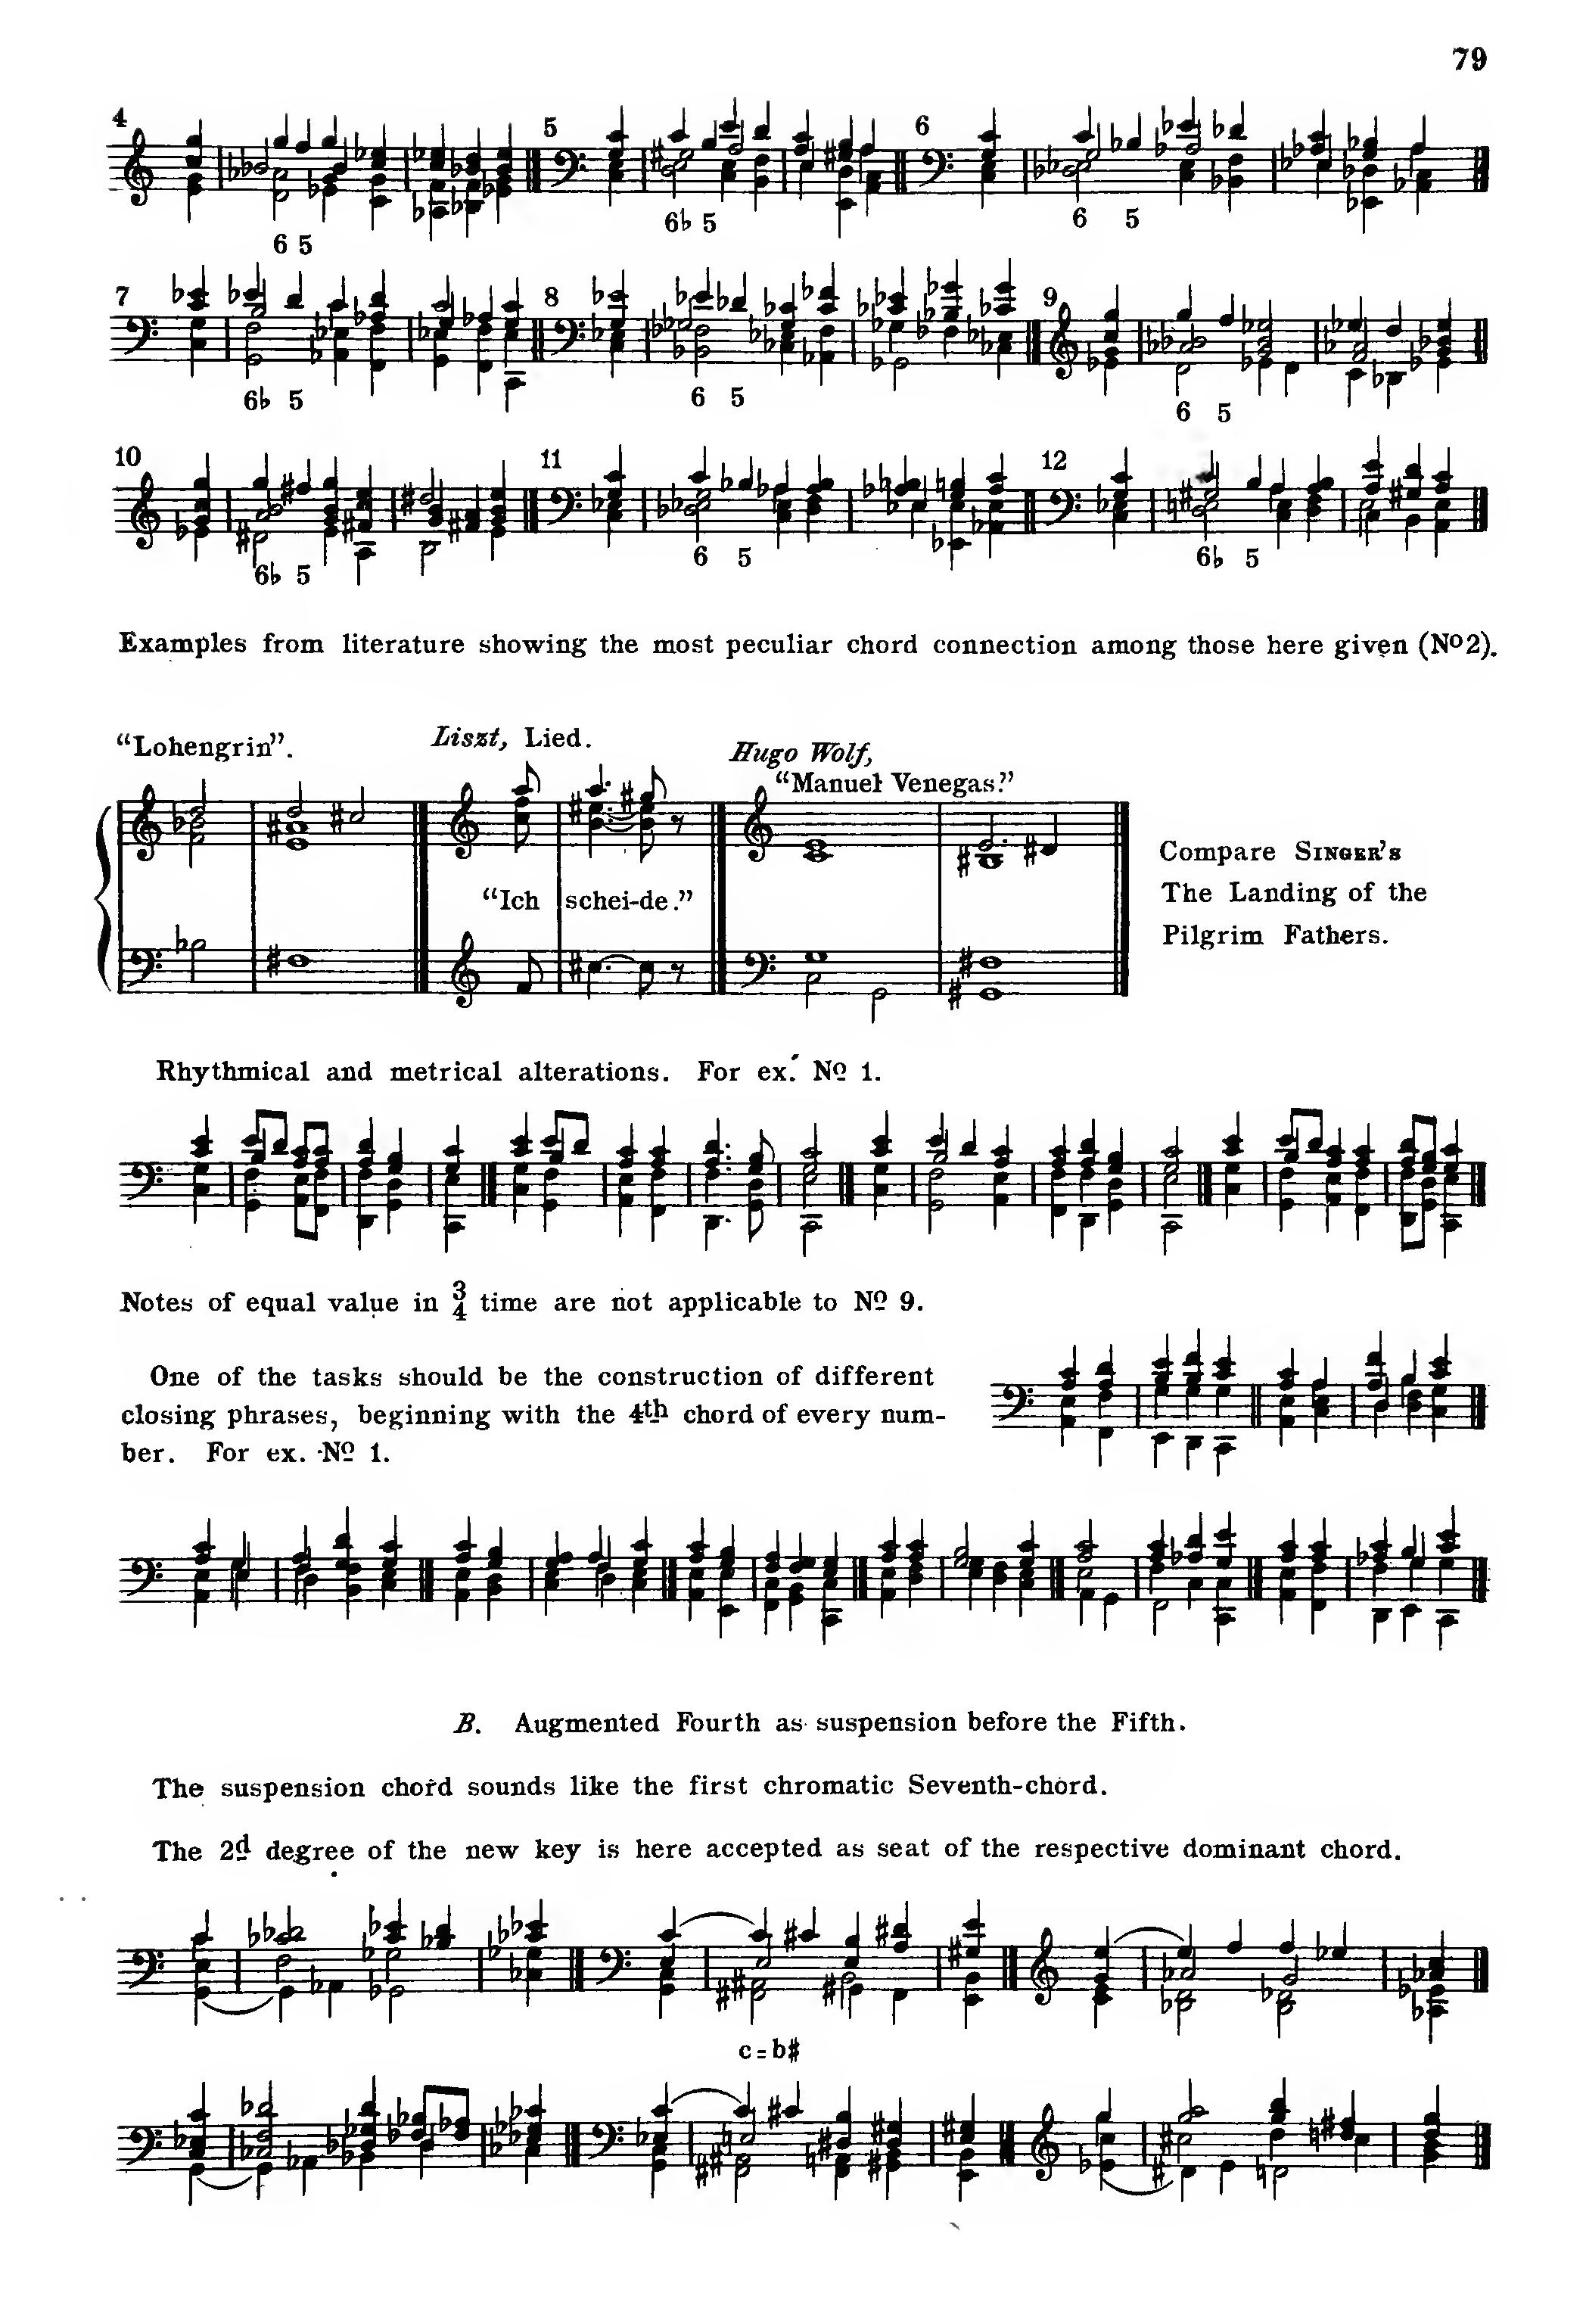 79
4 5 6
6 5 6♭ 5 6 5
7 8 9
6♭ 5 6 5 6 5
10 11 12
6♭ 5 6 5 6♭ 5
Examples from literature showing the most peculiar chord connection among those here given (No 2).
“Lohengrin”. Liszt, Lied. Hugo Wolf,
“Manuel Venegas.”
“Ich schei-de.”
Compare SINGER’S
The Landing of the
Pilgrim Fathers.
Rhythmical and metrical alterations. For ex. No 1.
Notes of equal value in 3/4 time are not applicable to No 9.
One of the tasks should be the construction of different
closing phrases, beginning with the 4th chord of every num-
ber. For ex. No 1.
B. Augmented Fourth as suspension before the Fifth.
The suspension chord sounds like the first chromatic Seventh-chord.
The 2d degree of the new key is here accepted as seat of the respective dominant chord.
c = b♯